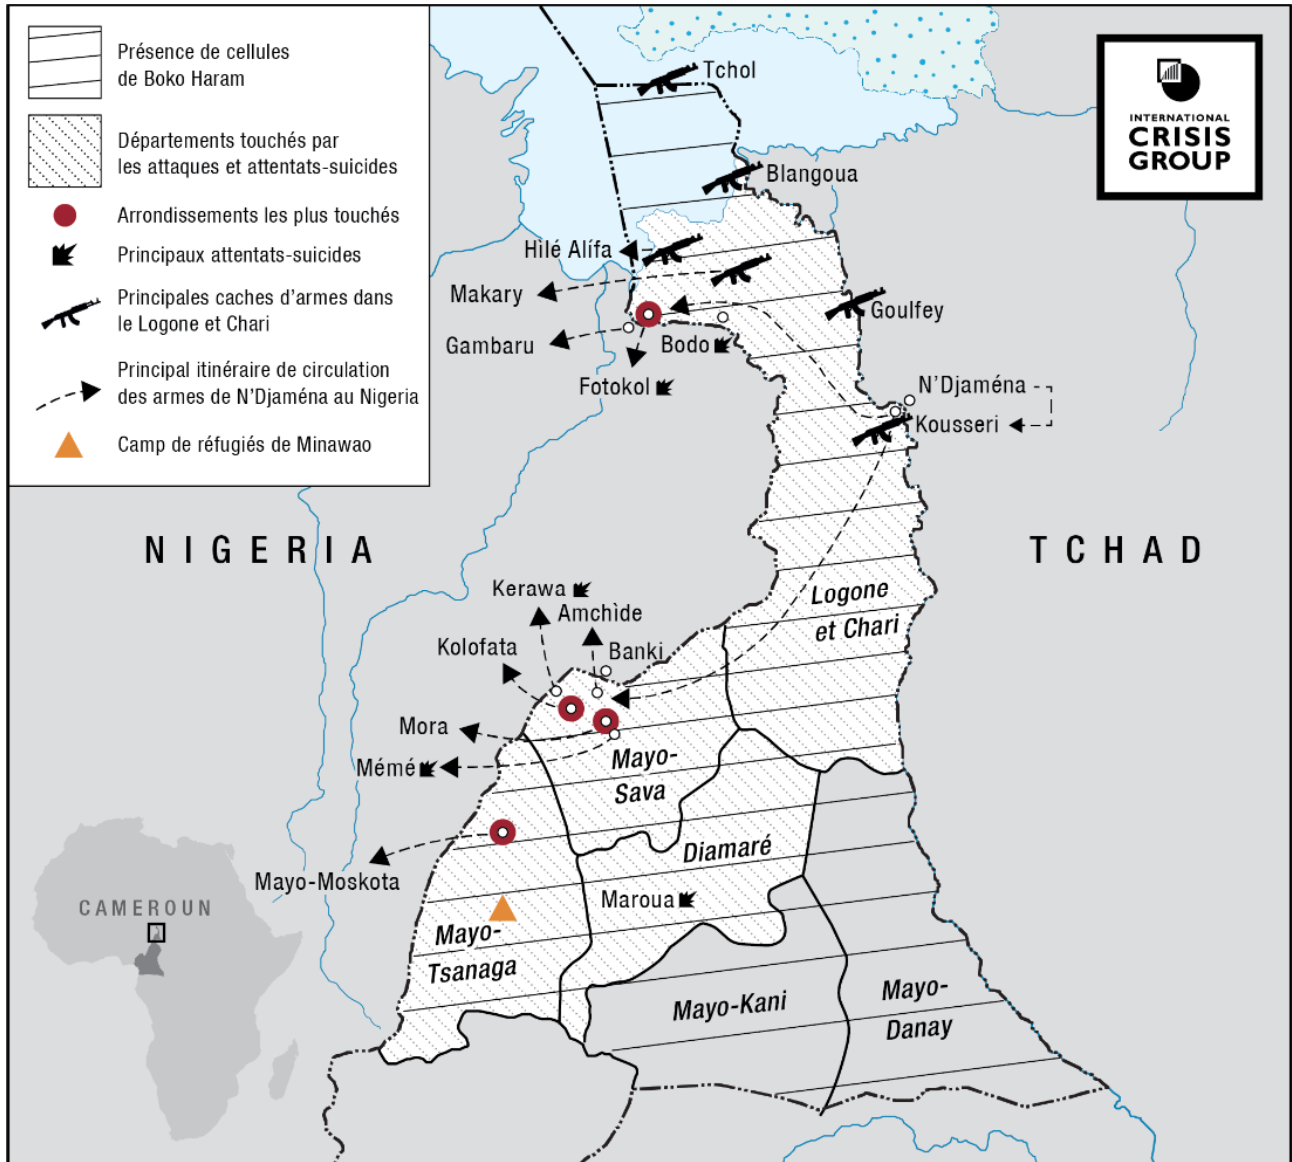 Présence de cellules
de Boko Haram
Départements touchés par
les attaques et attentats-suicides
Arrondissements les plus touchés
Principaux attentats-suicides
Principales caches d'armes dans
le Logone et Chari
Principal itinéraire de circulation
des armes de N'Djaména au Nigeria
Camp de réfugiés de Minawao
INTERNATIONAL
CRISIS
GROUP
Tchol
Blangoua
Hìlé Alífa
Makary
Goulfey
Gambaru
Bodo
Fotokol
N'Djaména
Kousseri
NIGERIA
TCHAD
Kerawa
Amchìde
Logone
et Chari
Kolofata
Banki
Mora
Mémé
Mayo-
Sava
Diamaré
Mayo-Moskota
Maroua
CAMEROUN
Mayo-
Tsanaga
Mayo-Kani
Mayo-
Danay